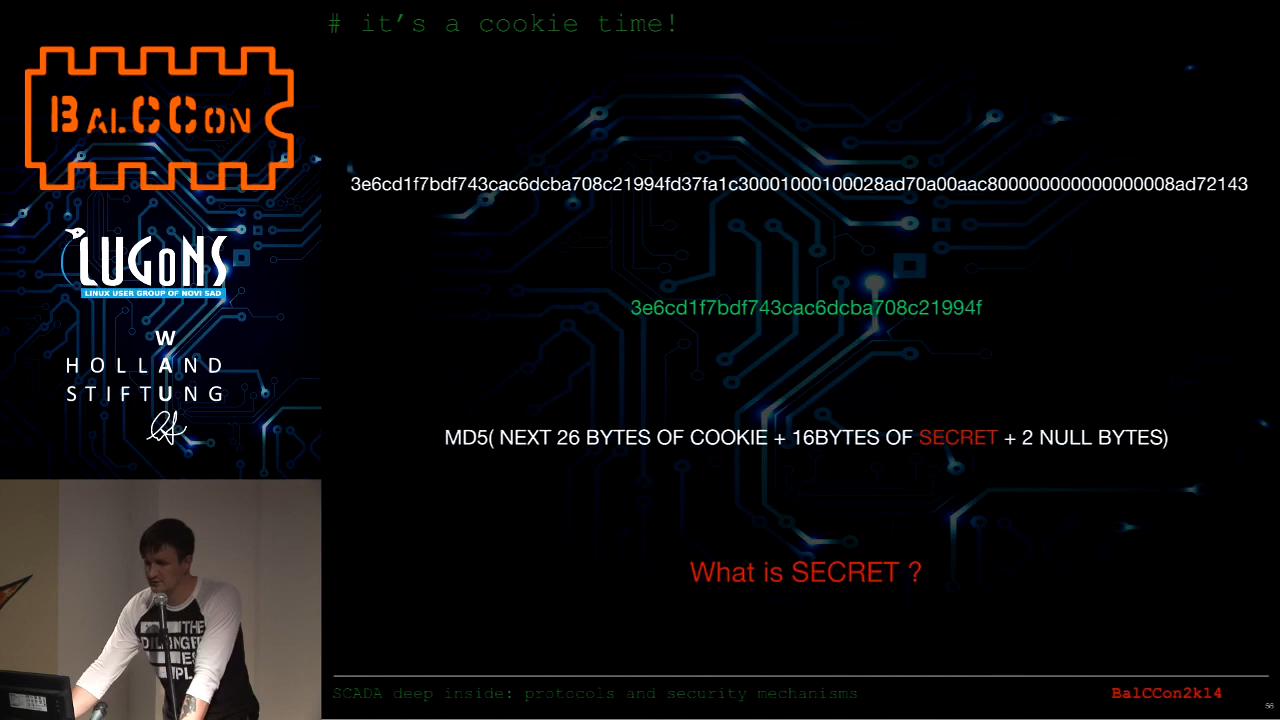 # it's a cookie time!
BALCCON
LUGONS
LINUX USER GROUP OF NOVI SAD
W
HOLLAND
STIFTUNG
3e6cd1f7bdf743cac6dcba708c21994fd37fa1c30001000100028ad70a00aac800000000000000008ad72143
3e6cd1f7bdf743cac6dcba708c21994f
MD5( NEXT 26 BYTES OF COOKIE + 16BYTES OF SECRET + 2 NULL BYTES)
What is SECRET ?
THE
SCADA deep inside: protocols and security mechanisms
BalCCon2k14
56